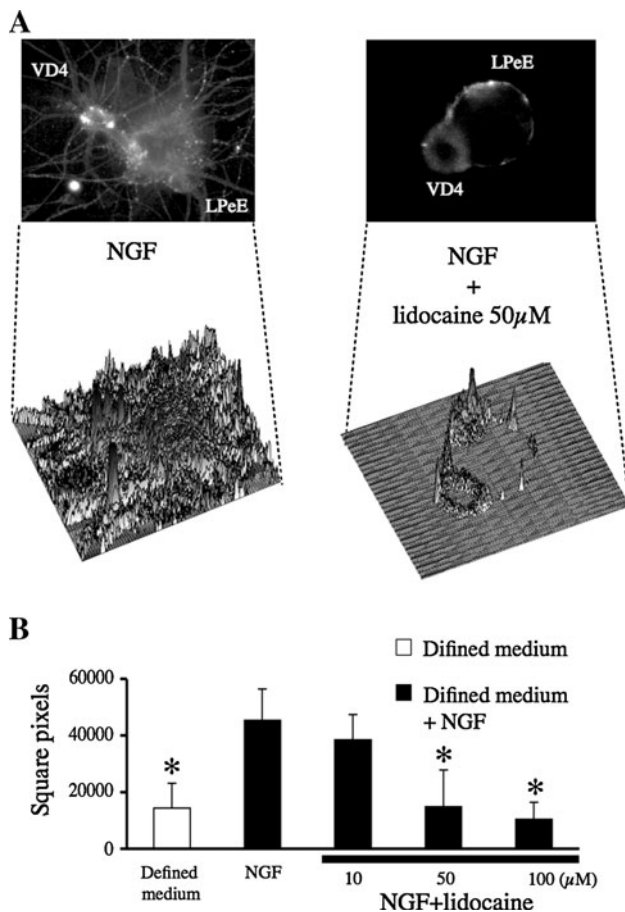 A
VD4
LPeE
LPeE
VD4
NGF
NGF
+
lidocaine 50μM
B
Square pixels
60000
40000
20000
0
Difined medium
Difined medium
+ NGF
*
*
*
Defined
medium
NGF
10
50
100 (μM)
NGF+lidocaine